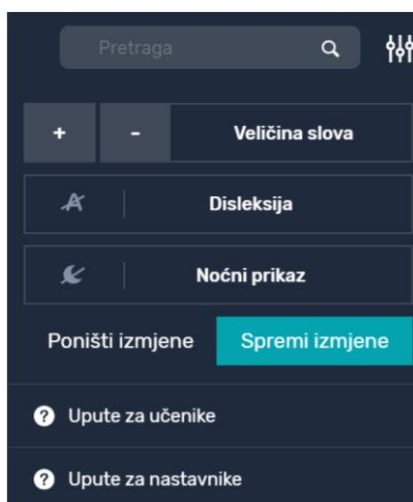 Pretraga
+ - Veličina slova
Disleksija
Noćni prikaz
Poništi izmjene Spremi izmjene
? Upute za učenike
? Upute za nastavnike